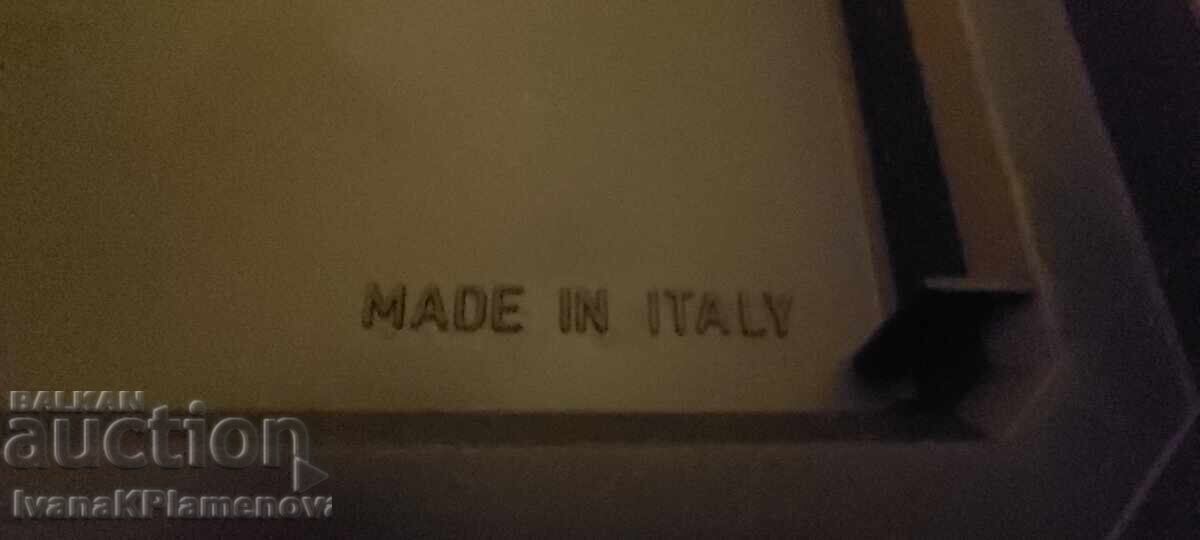 MADE IN ITALY
BALKAN
auction
IvanaKPlamenova